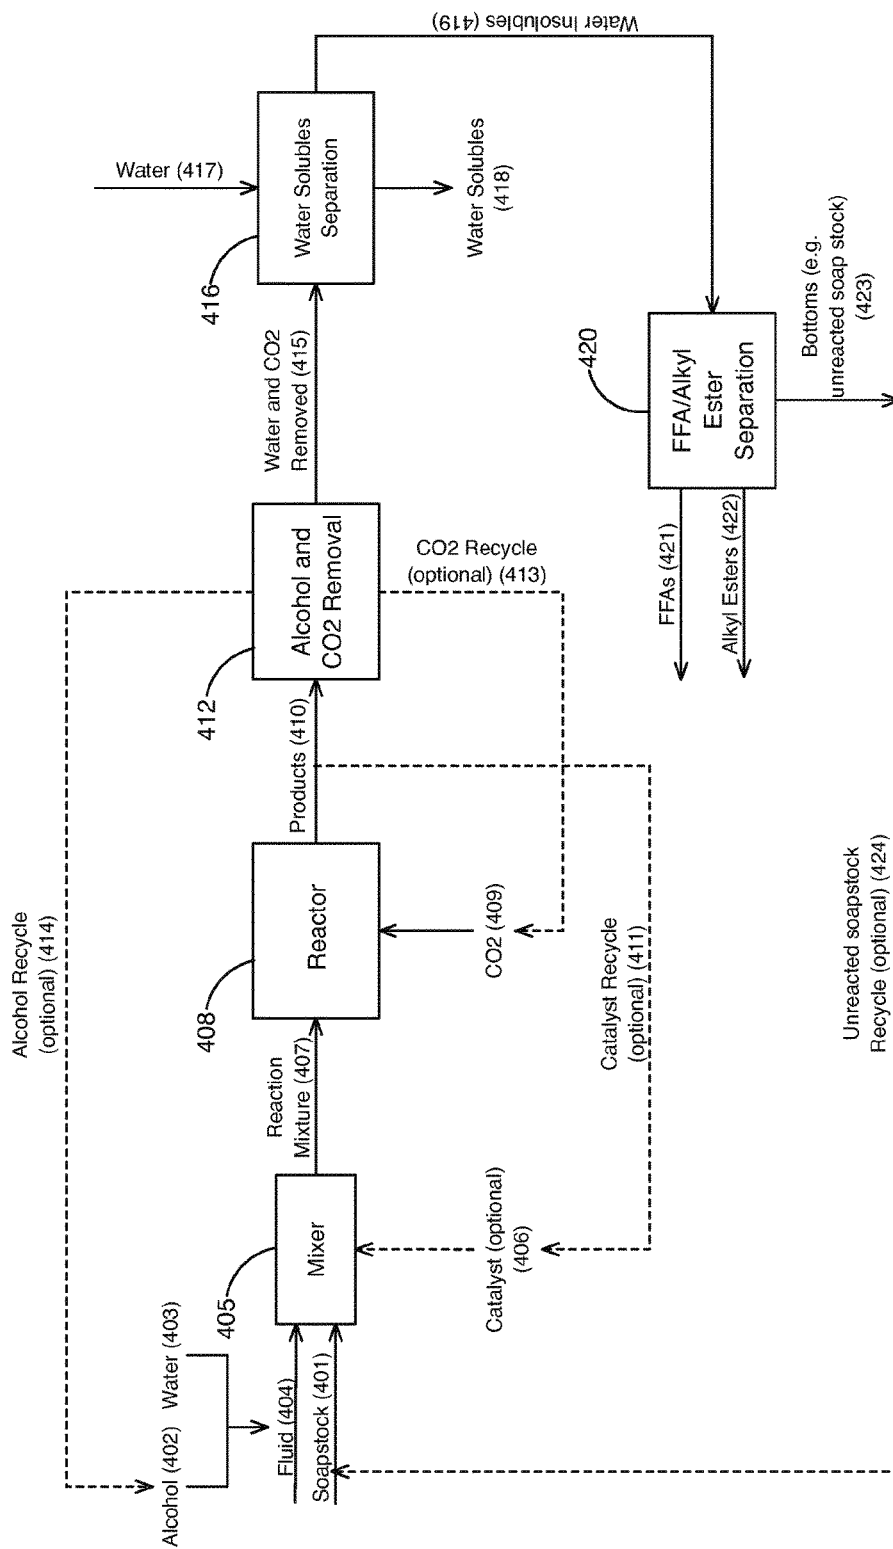 Alcohol Recycle
(optional) (414)
Alcohol (402)
Water (403)
Fluid (404)
Soapstock (401)
405
Mixer
Catalyst (optional)
(406)
Reaction
Mixture (407)
408
Reactor
CO2 (409)
Products (410)
Catalyst Recycle
(optional) (411)
412
Alcohol and
CO2 Removal
CO2 Recycle
(optional) (413)
Water and CO2
Removed (415)
416
Water Solubles
Separation
Water (417)
Water Solubles
(418)
Water Insolubles (419)
420
FFA/Alkyl
Ester
Separation
FFAs (421)
Alkyl Esters (422)
Bottoms (e.g.
unreacted soap stock)
(423)
Unreacted soapstock
Recycle (optional) (424)